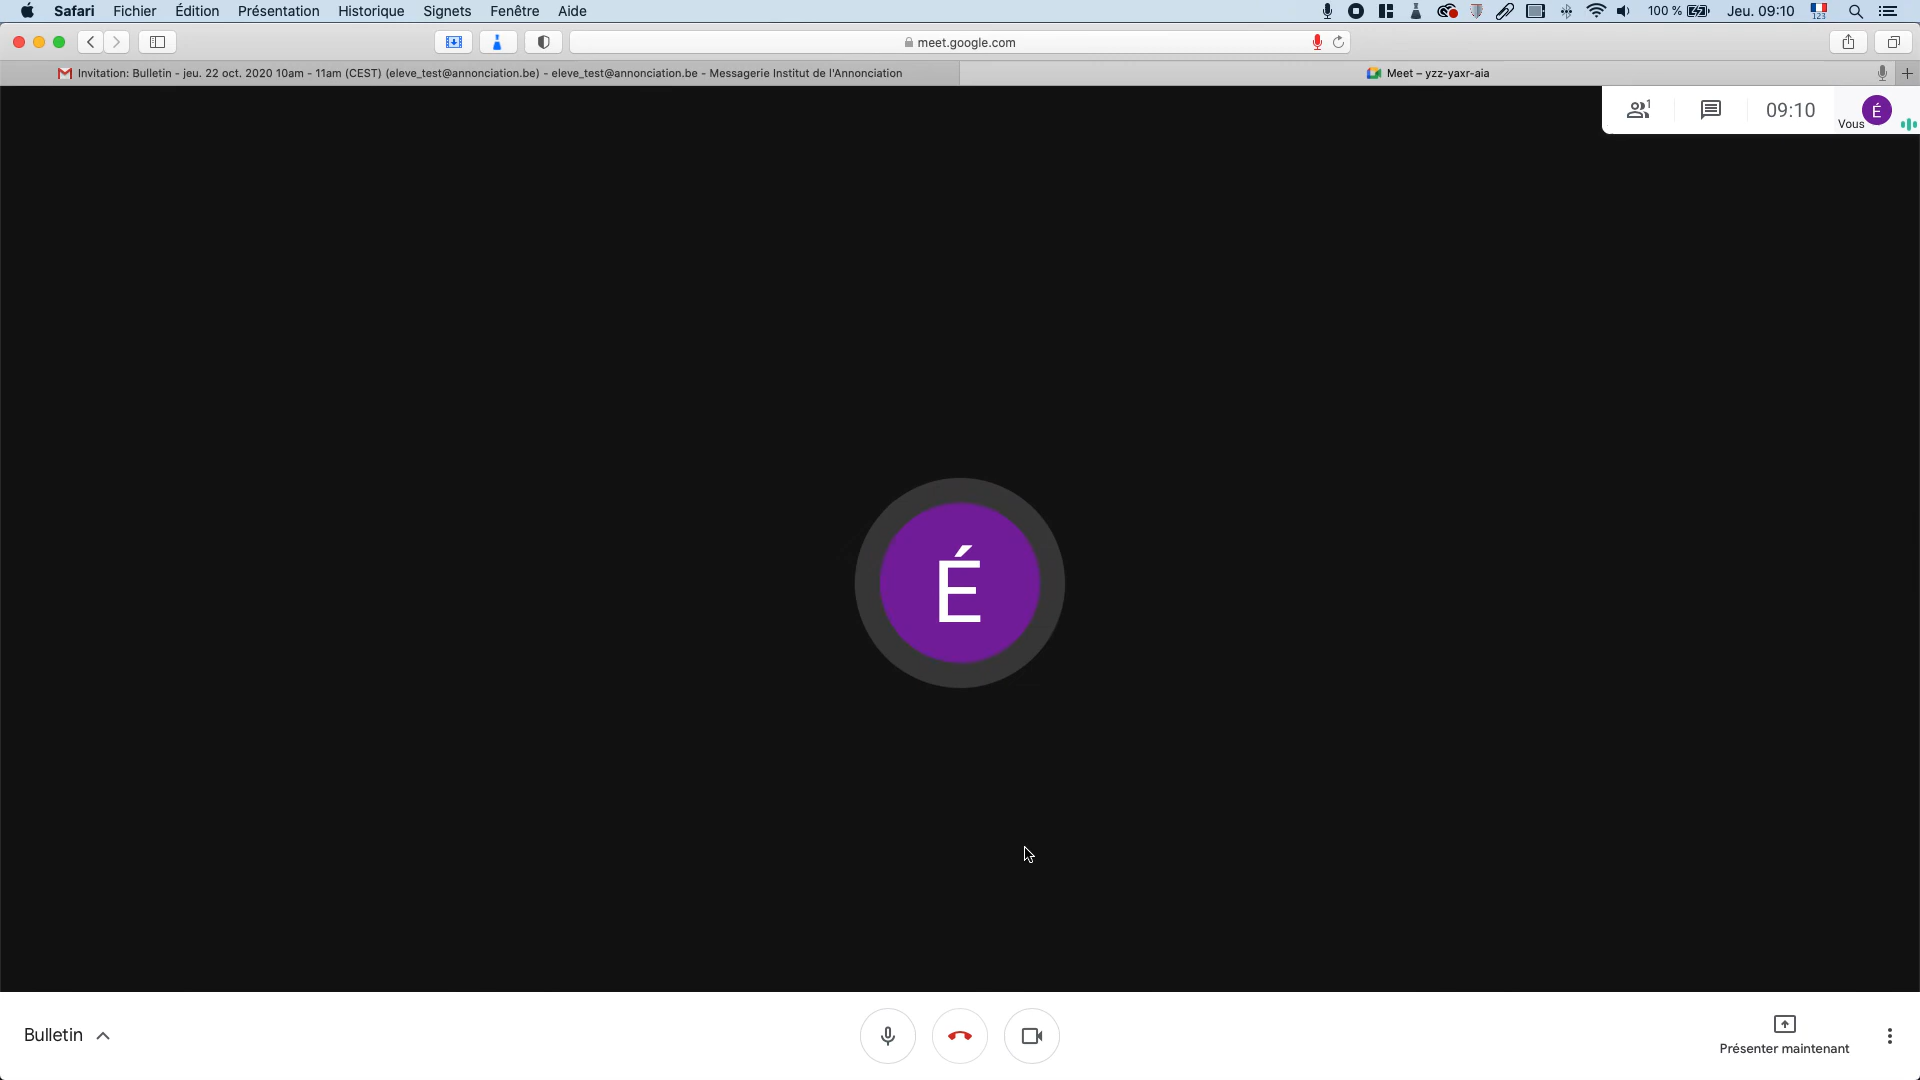 Safari Fichier Édition Présentation Historique Signets Fenêtre Aide 100 % Jeu. 09:10 123
meet.google.com
Invitation: Bulletin - jeu. 22 oct. 2020 10am - 11am (CEST) (eleve_test@annonciation.be) - eleve_test@annonciation.be - Messagerie Institut de l'Annonciation
Meet – yzz-yaxr-aia
1 09:10 Vous É
É
Bulletin
Présenter maintenant